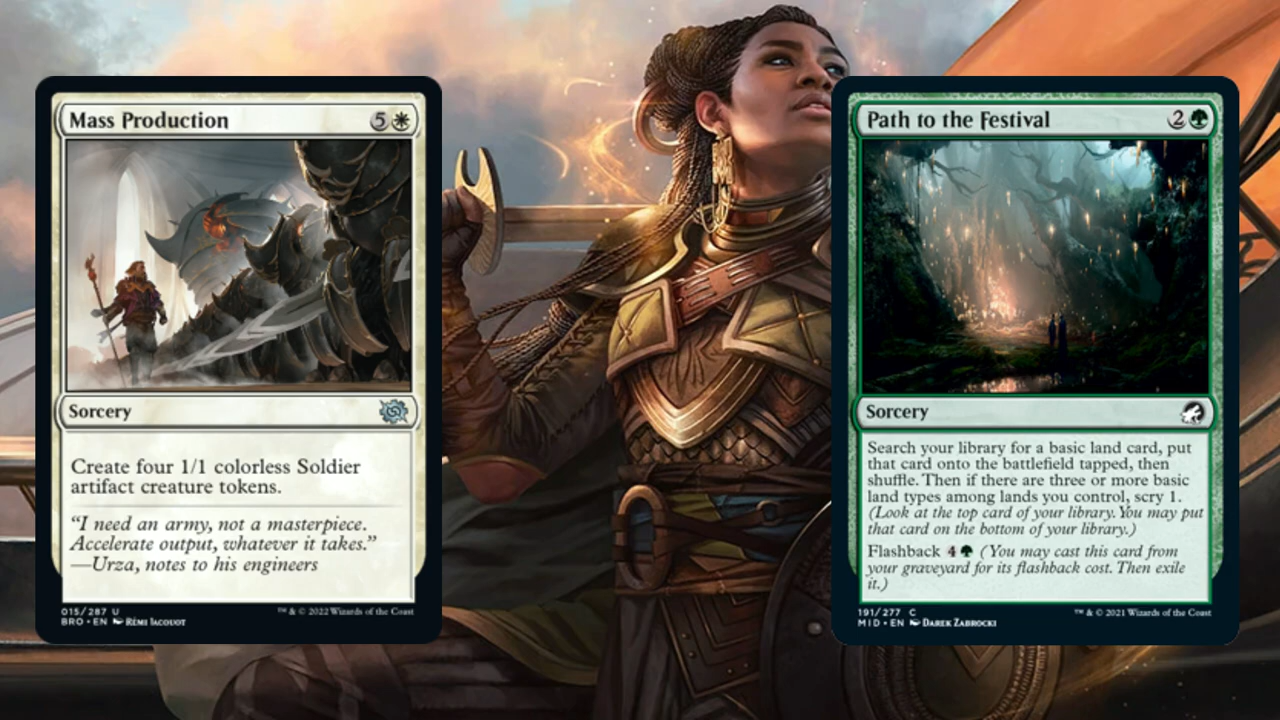 Mass Production 5
Sorcery
Create four 1/1 colorless Soldier
artifact creature tokens.
“I need an army, not a masterpiece.
Accelerate output, whatever it takes.”
—Urza, notes to his engineers
015/287 U
BRO • EN RÉMI JACQUOT
™ & © 2022 Wizards of the Coast
Path to the Festival 2
Sorcery
Search your library for a basic land card, put
that card onto the battlefield tapped, then
shuffle. Then if there are three or more basic
land types among lands you control, scry 1.
(Look at the top card of your library. You may put
that card on the bottom of your library.)
Flashback 4 (You may cast this card from
your graveyard for its flashback cost. Then exile
it.)
191/277 C
MID • EN DAREK ZABROCKI
™ & © 2021 Wizards of the Coast